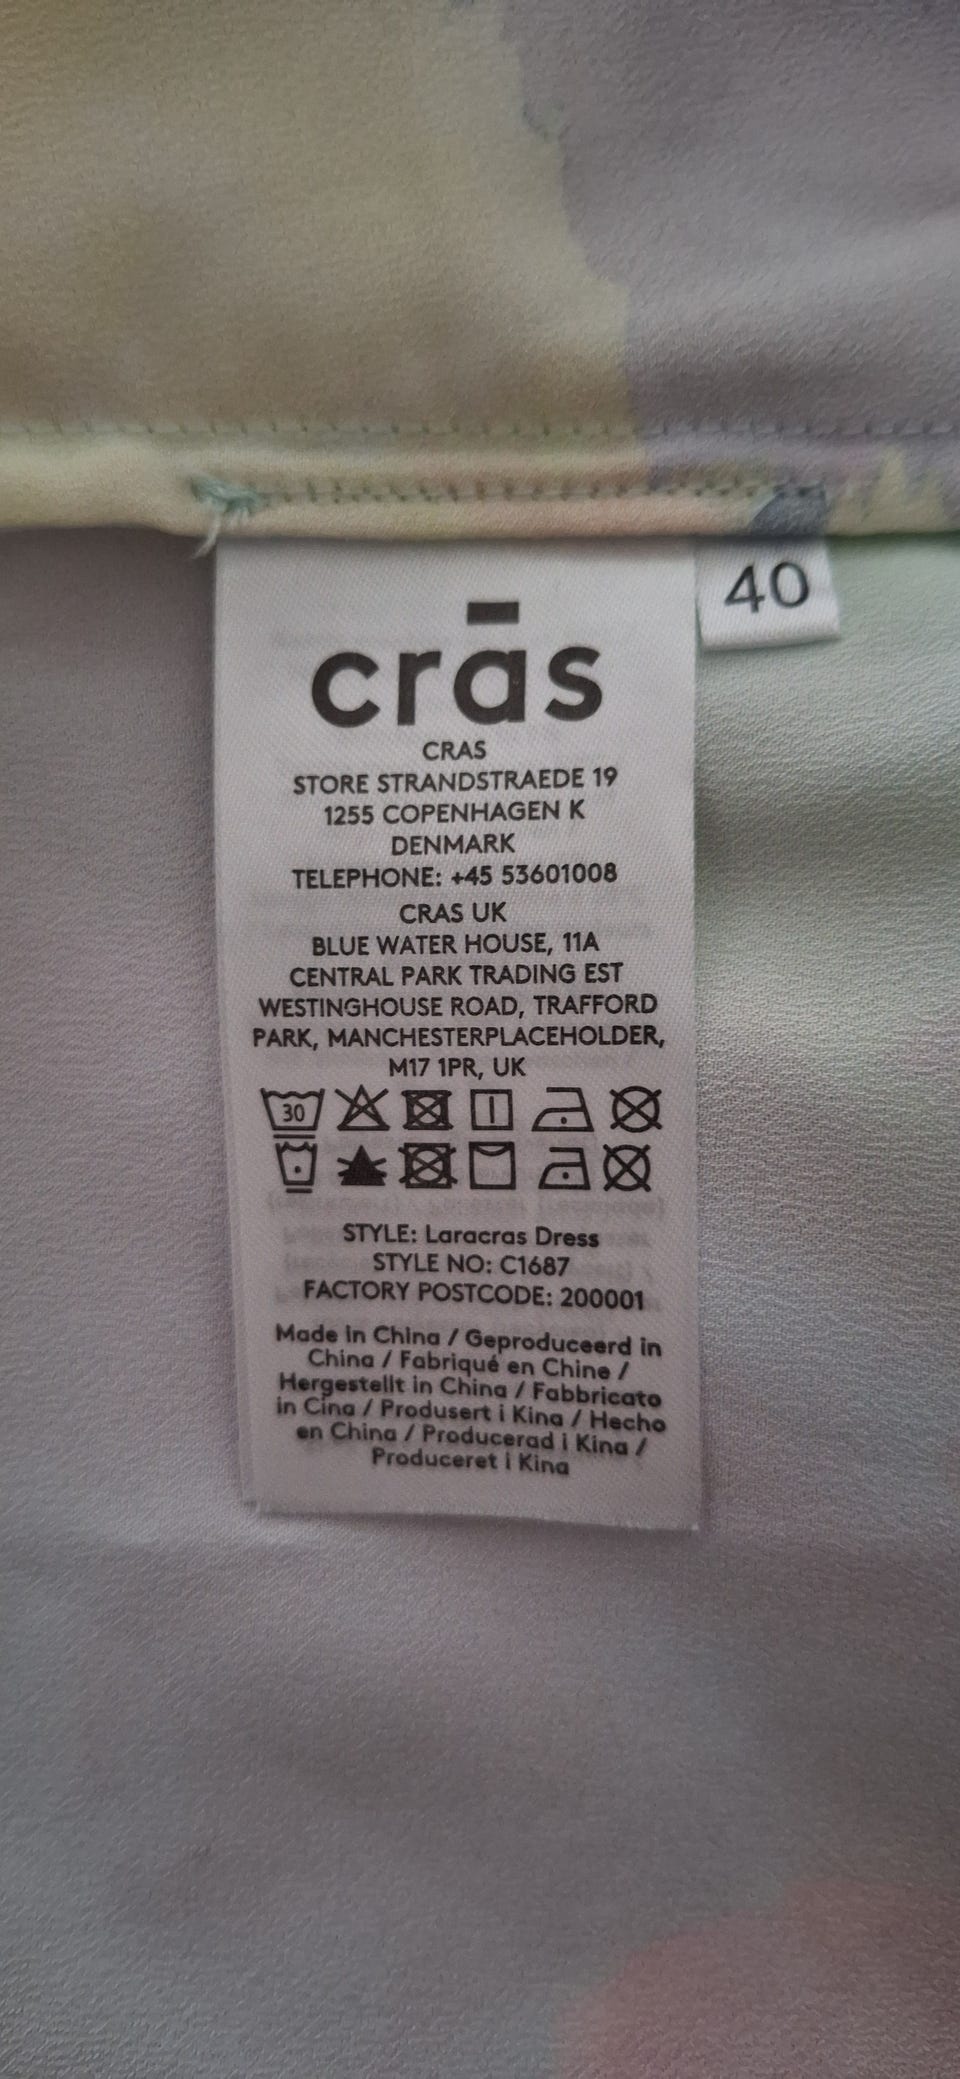 40
crās
CRAS
STORE STRANDSTRAEDE 19
1255 COPENHAGEN K
DENMARK
TELEPHONE: +45 53601008
CRAS UK
BLUE WATER HOUSE, 11A
CENTRAL PARK TRADING EST
WESTINGHOUSE ROAD, TRAFFORD
PARK, MANCHESTERPLACEHOLDER,
M17 1PR, UK
30
STYLE: Laracras Dress
STYLE NO: C1687
FACTORY POSTCODE: 200001
Made in China / Geproduceerd in
China / Fabriqué en Chine /
Hergestellt in China / Fabbricato
in Cina / Produsert i Kina / Hecho
en China / Producerad i Kina /
Produceret i Kina